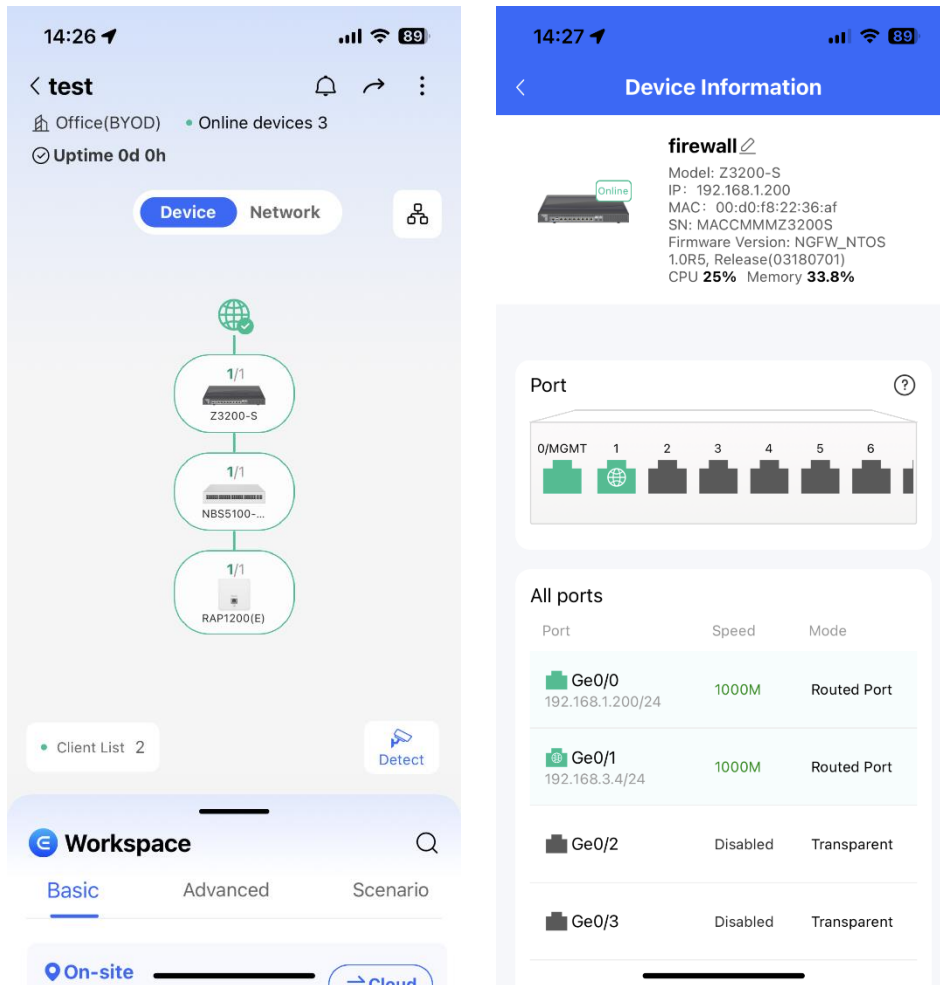 14:26
89
test
Office(BYOD)
Online devices 3
Uptime 0d 0h
Device
Network
1/1
Z3200-S
1/1
NBS5100-...
1/1
RAP1200(E)
Client List 2
Detect
Workspace
Basic
Advanced
Scenario
On-site
Cloud
14:27
89
Device Information
Online
firewall
Model: Z3200-S
IP: 192.168.1.200
MAC: 00:d0:f8:22:36:af
SN: MACCMMMZ3200S
Firmware Version: NGFW_NTOS
1.0R5, Release(03180701)
CPU 25% Memory 33.8%
Port
?
0/MGMT 1 2 3 4 5 6
All ports
Port Speed Mode
Ge0/0
192.168.1.200/24
1000M
Routed Port
Ge0/1
192.168.3.4/24
1000M
Routed Port
Ge0/2
Disabled
Transparent
Ge0/3
Disabled
Transparent